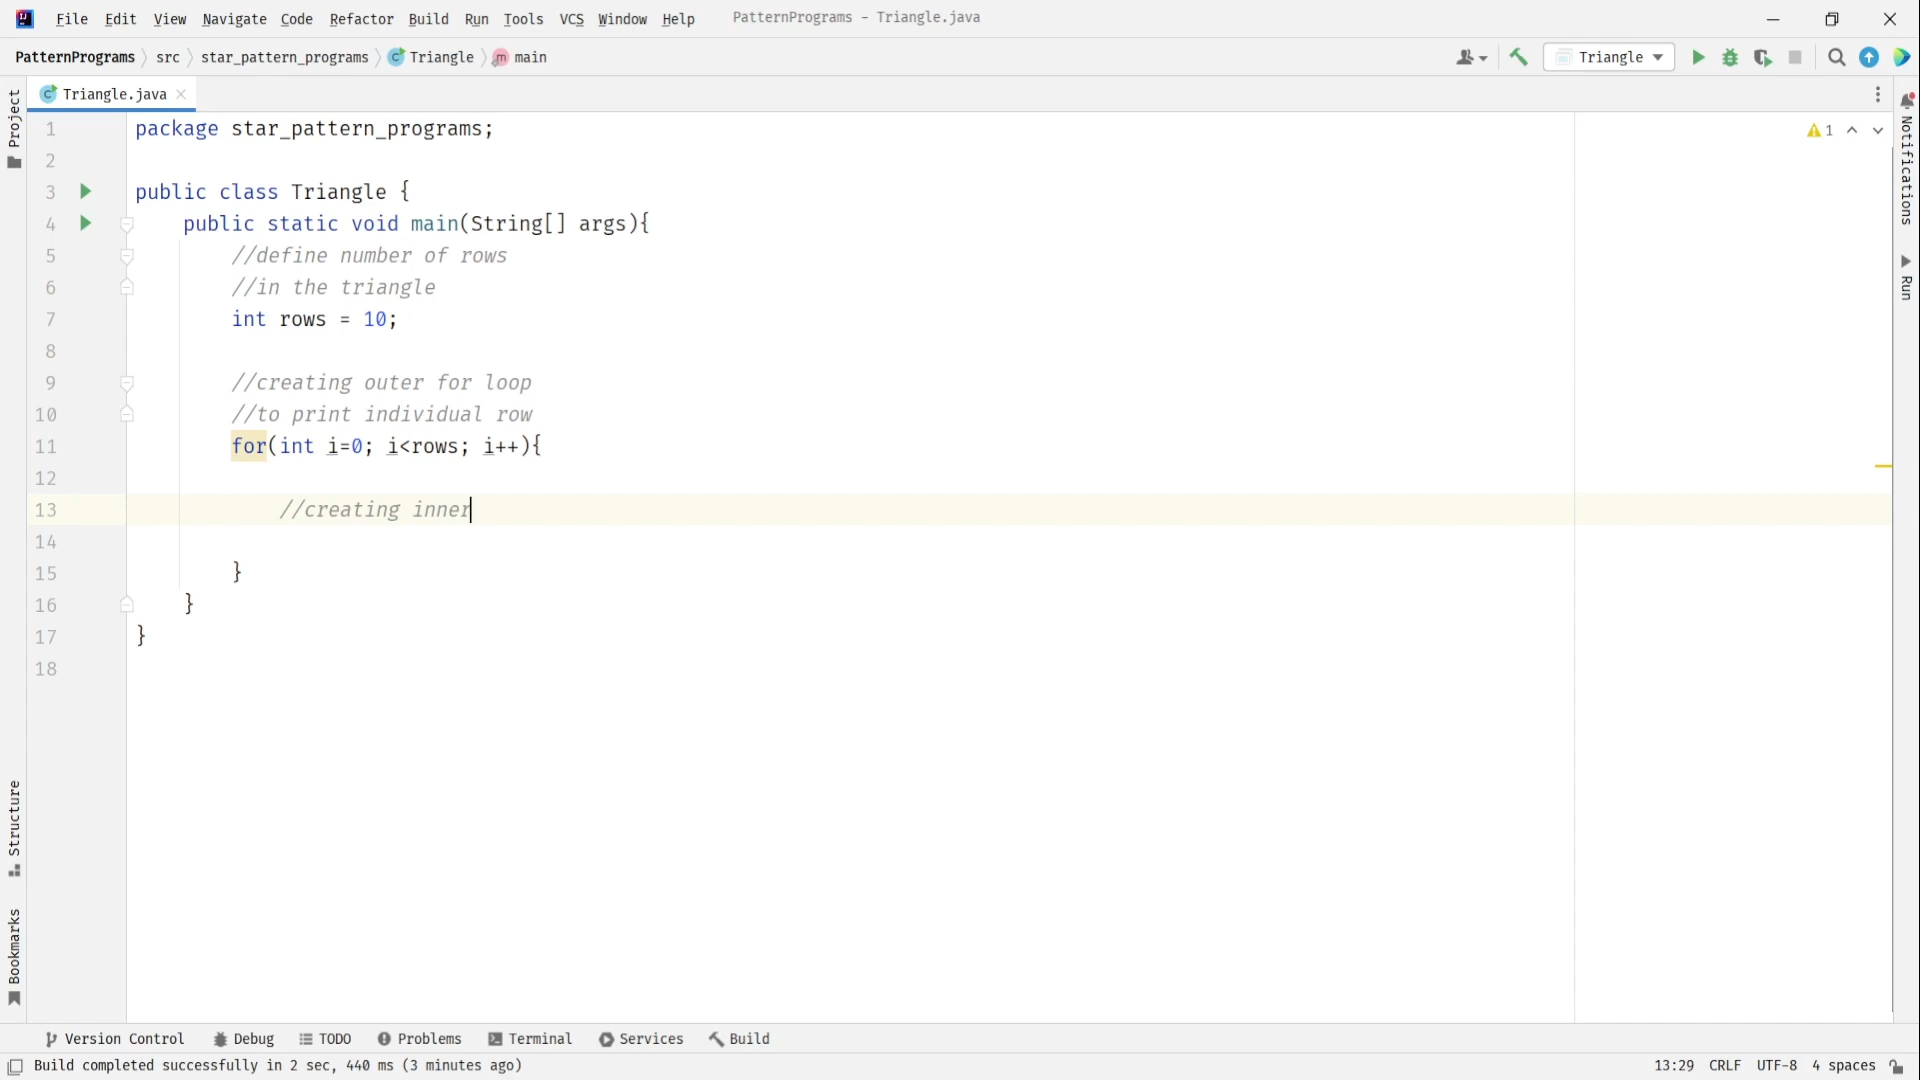 File Edit View Navigate Code Refactor Build Run Tools VCS Window Help PatternPrograms - Triangle.java
PatternPrograms src star_pattern_programs Triangle main Triangle
Project
Triangle.java
Notifications
Run
1
1 package star_pattern_programs;
2
3 public class Triangle {
4 public static void main(String[] args){
5 //define number of rows
6 //in the triangle
7 int rows = 10;
8
9 //creating outer for loop
10 //to print individual row
11 for(int i=0; i<rows; i++){
12
13 //creating inner
14
15 }
16 }
17 }
18
Structure
Bookmarks
Version Control Debug TODO Problems Terminal Services Build
Build completed successfully in 2 sec, 440 ms (3 minutes ago) 13:29 CRLF UTF-8 4 spaces